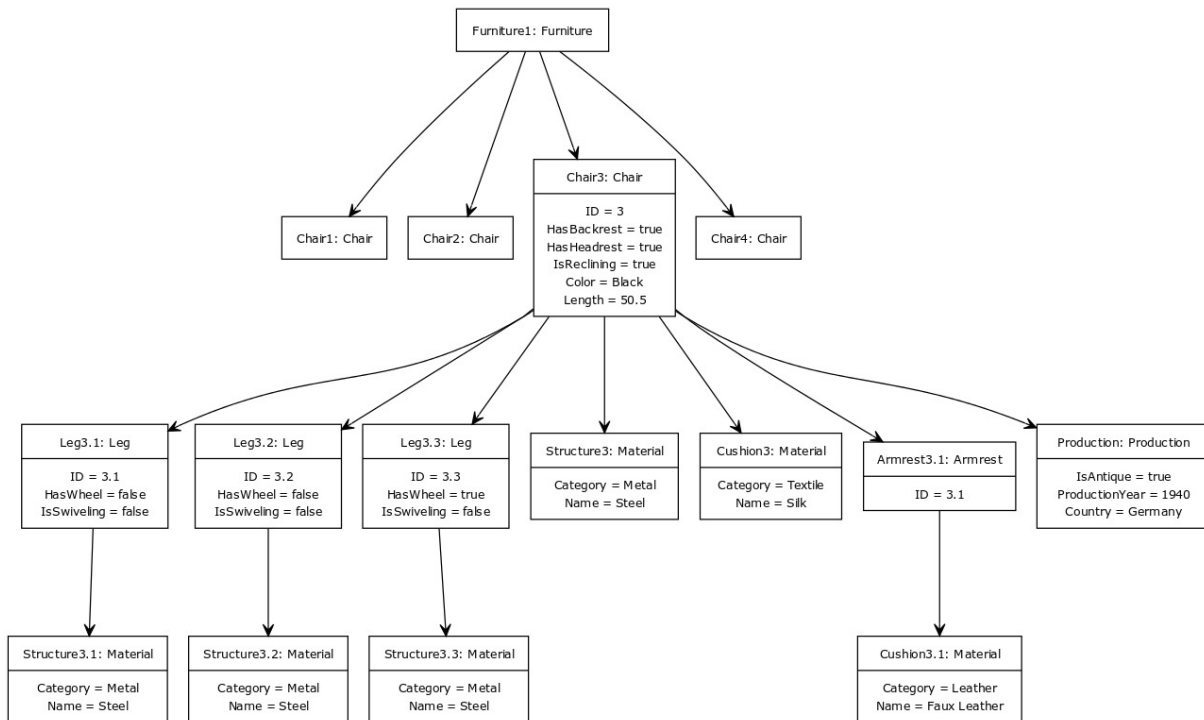 Furniture1: Furniture
Chair1: Chair
Chair2: Chair
Chair3: Chair
ID = 3
HasBackrest = true
HasHeadrest = true
IsReclining = true
Color = Black
Length = 50.5
Chair4: Chair
Leg3.1: Leg
ID = 3.1
HasWheel = false
IsSwiveling = false
Leg3.2: Leg
ID = 3.2
HasWheel = false
IsSwiveling = false
Leg3.3: Leg
ID = 3.3
HasWheel = true
IsSwiveling = false
Structure3: Material
Category = Metal
Name = Steel
Cushion3: Material
Category = Textile
Name = Silk
Armrest3.1: Armrest
ID = 3.1
Production: Production
IsAntique = true
ProductionYear = 1940
Country = Germany
Structure3.1: Material
Category = Metal
Name = Steel
Structure3.2: Material
Category = Metal
Name = Steel
Structure3.3: Material
Category = Metal
Name = Steel
Cushion3.1: Material
Category = Leather
Name = Faux Leather